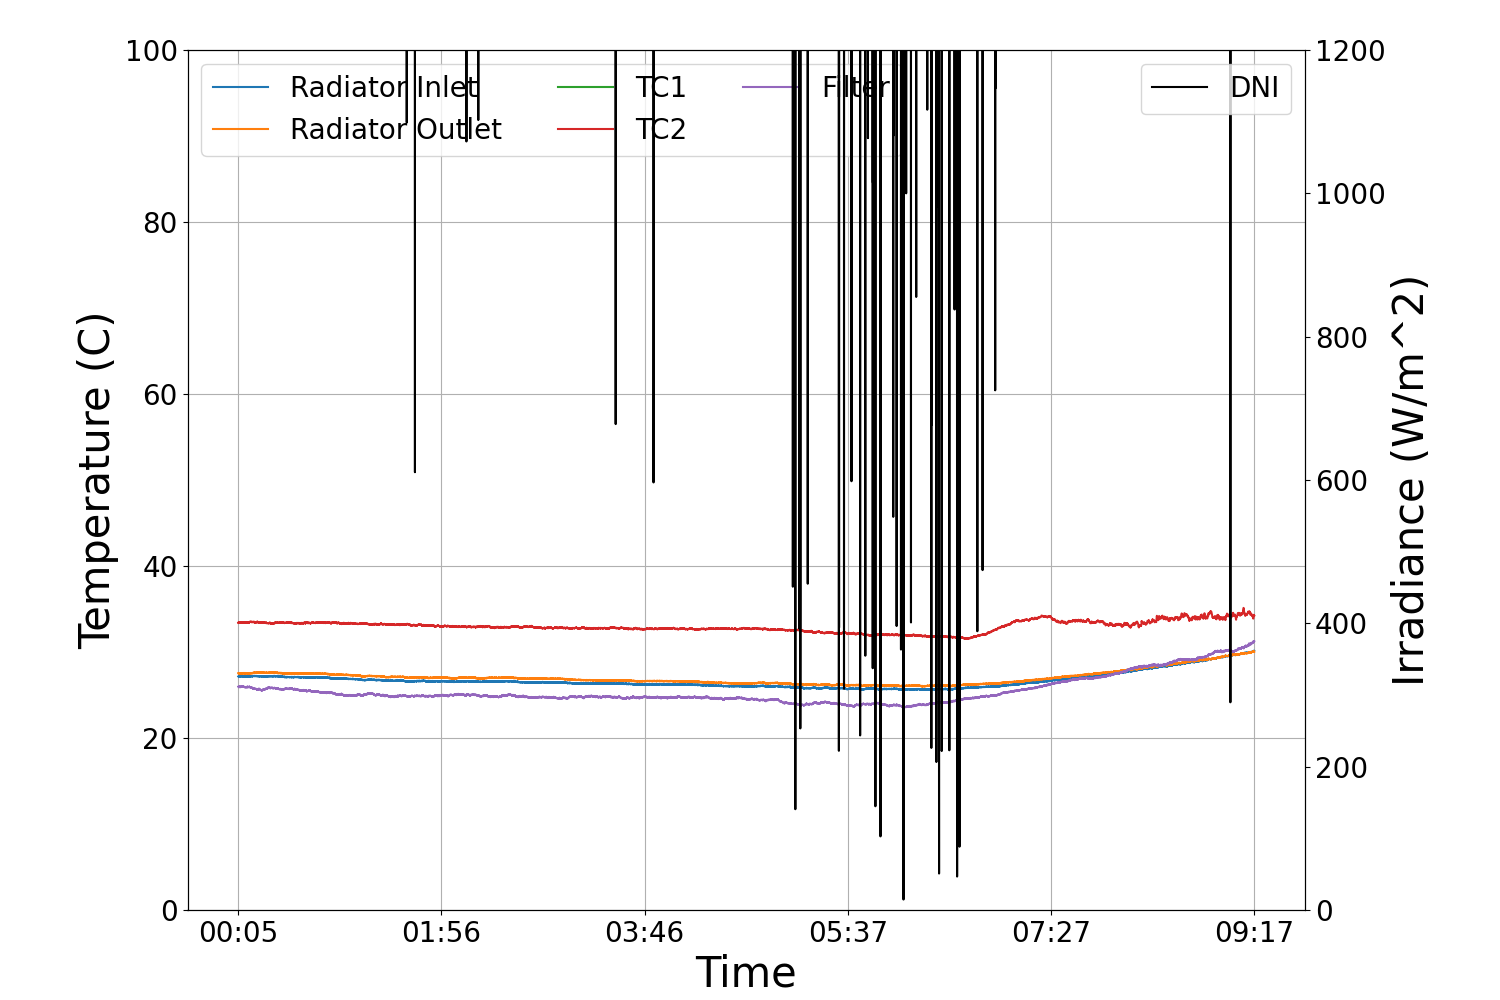 100
80
60
40
20
0
Temperature (C)
Radiator Inlet
Radiator Outlet
TC1
TC2
Filter
DNI
1200
1000
800
600
400
200
0
Irradiance (W/m^2)
00:05 01:56 03:46 05:37 07:27 09:17
Time